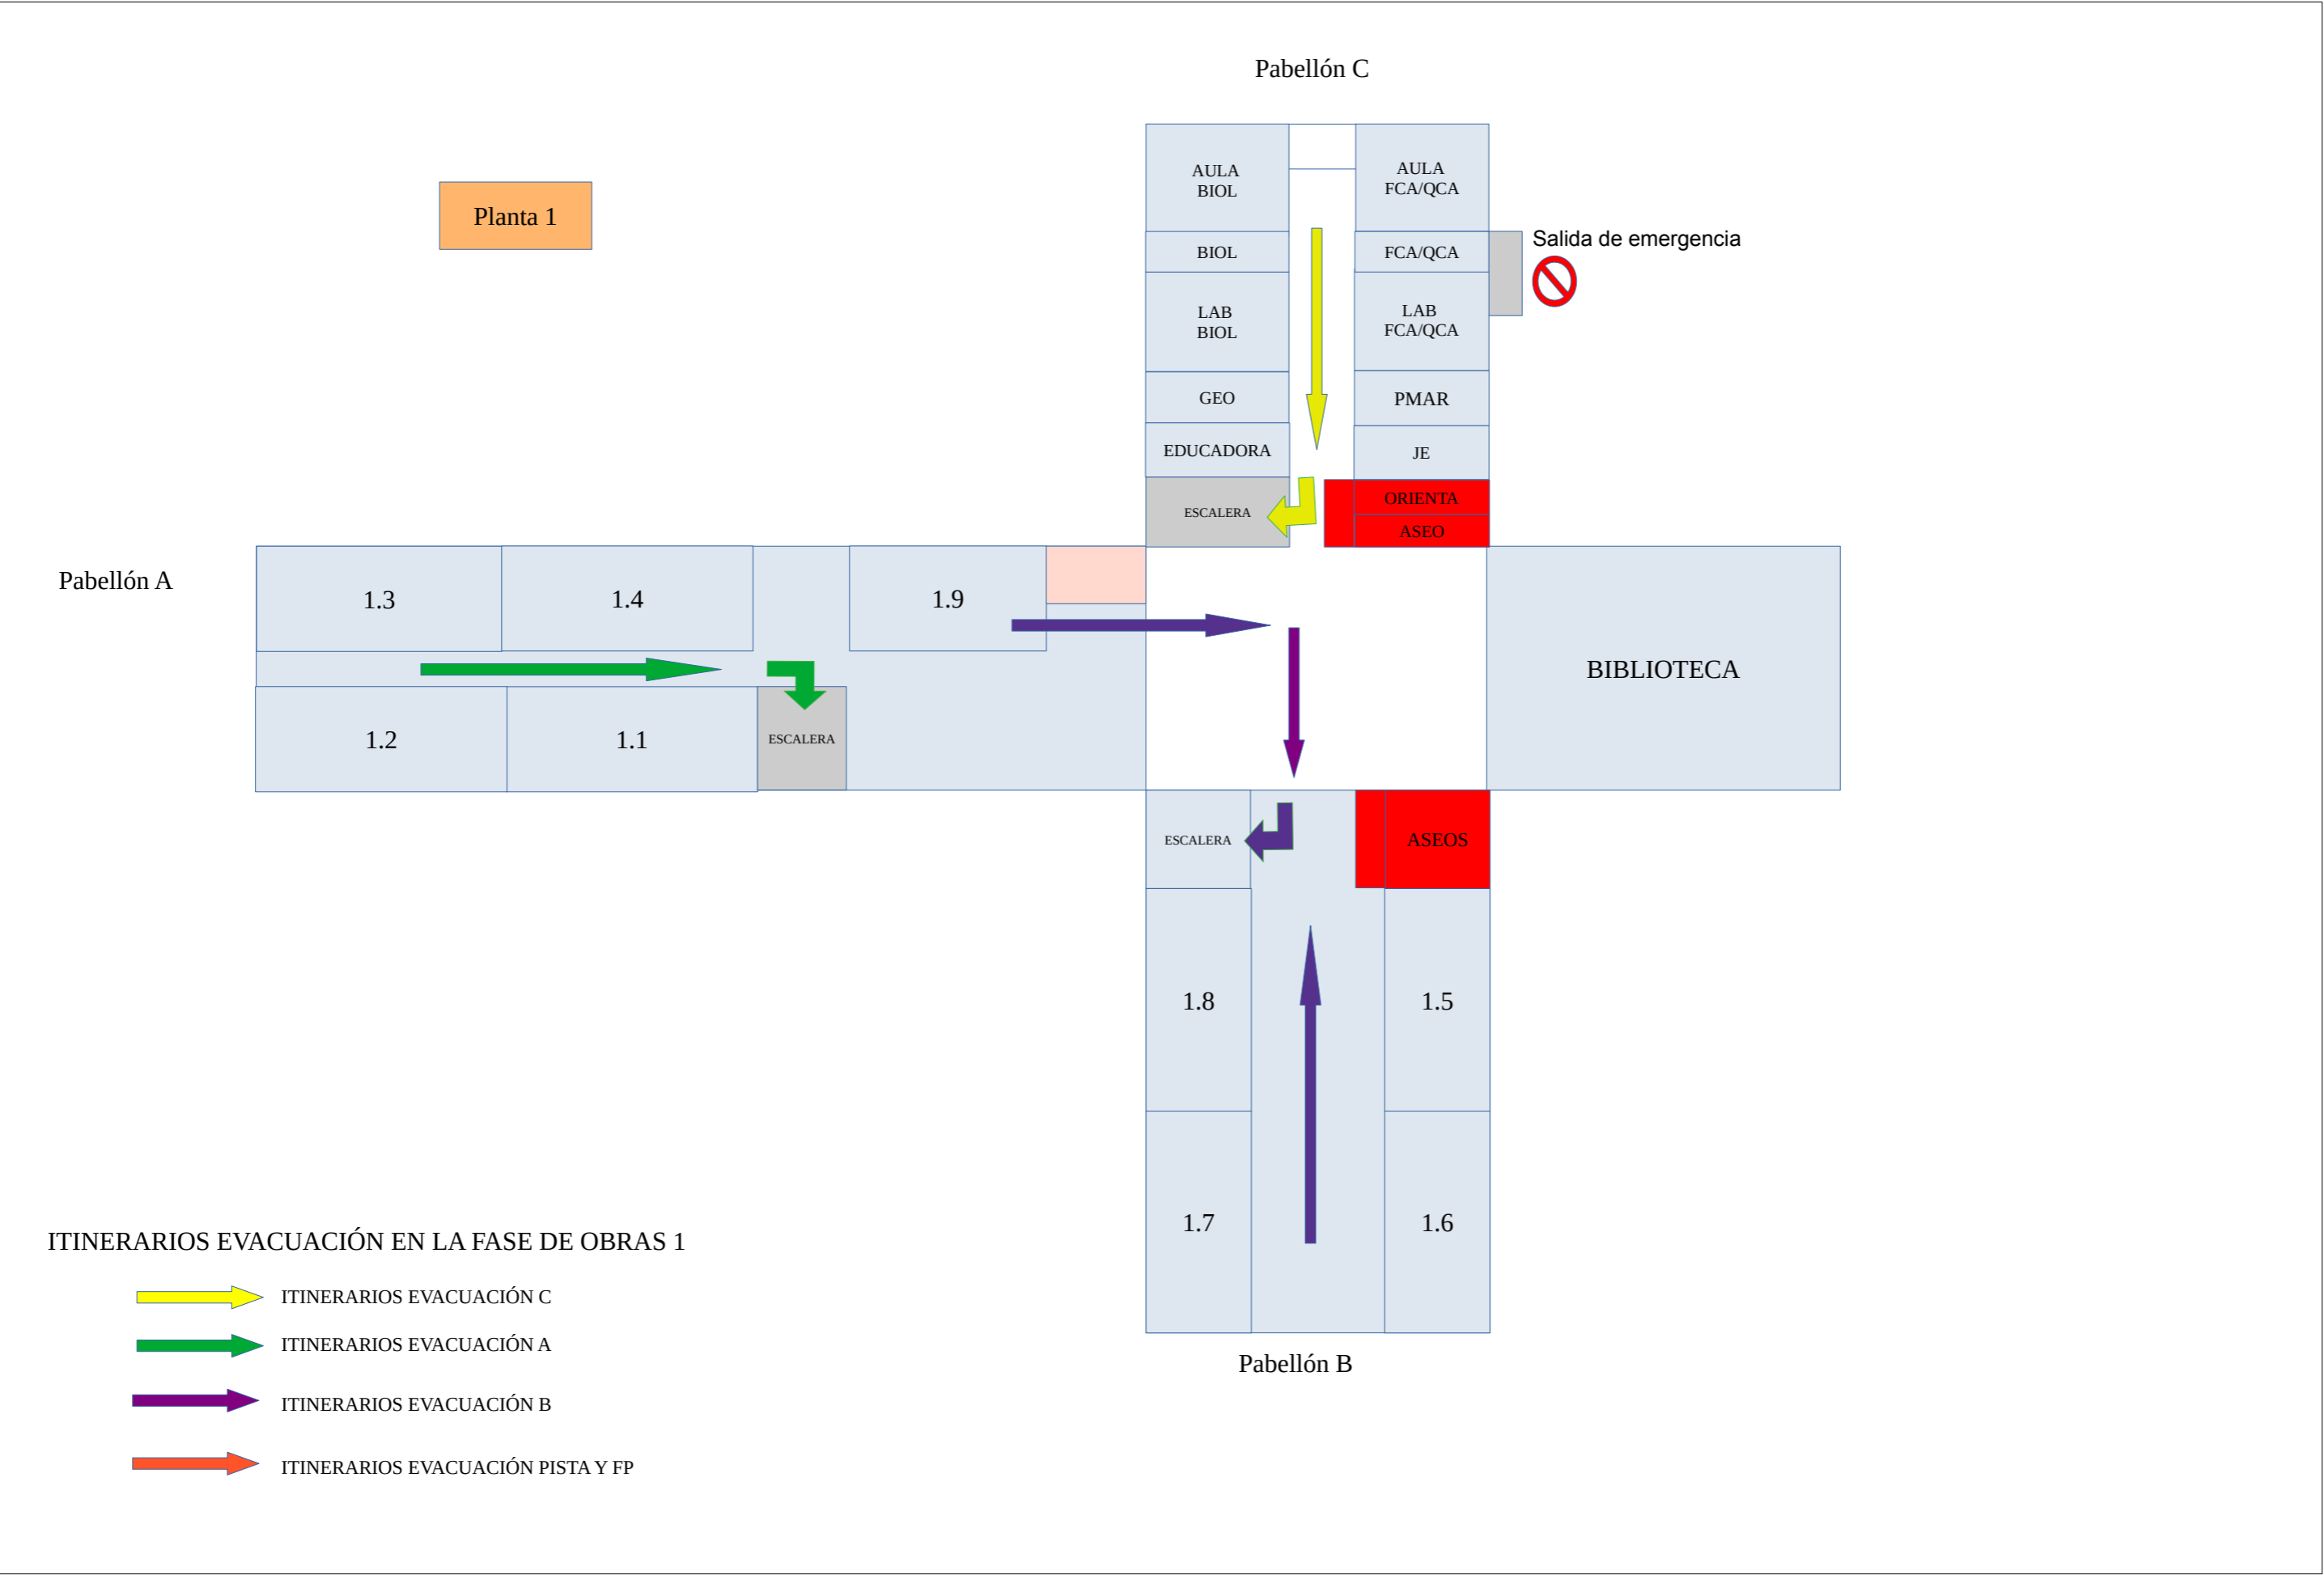 Pabellón C
AULA
BIOL
AULA
FCA/QCA
Planta 1
BIOL
FCA/QCA
Salida de emergencia
LAB
BIOL
LAB
FCA/QCA
GEO
PMAR
EDUCADORA
JE
ESCALERA
ORIENTA
ASEO
Pabellón A
1.3
1.4
1.9
BIBLIOTECA
1.2
1.1
ESCALERA
ESCALERA
ASEOS
1.8
1.5
1.7
1.6
Pabellón B
ITINERARIOS EVACUACIÓN EN LA FASE DE OBRAS 1
ITINERARIOS EVACUACIÓN C
ITINERARIOS EVACUACIÓN A
ITINERARIOS EVACUACIÓN B
ITINERARIOS EVACUACIÓN PISTA Y FP